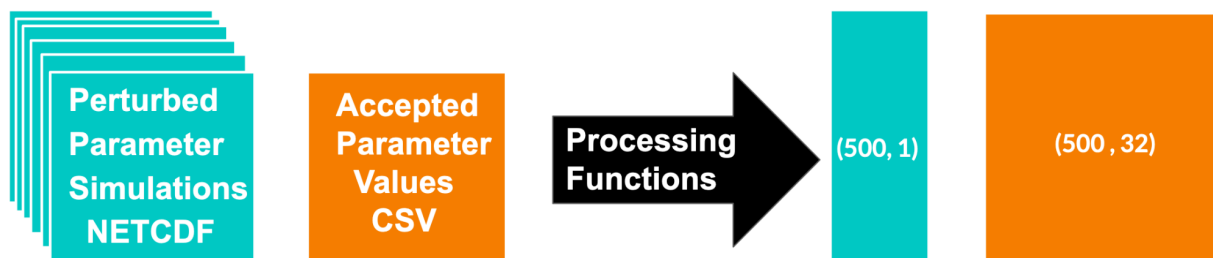 Perturbed
Parameter
Simulations
NETCDF
Accepted
Parameter
Values
CSV
Processing
Functions
(500, 1)
(500 , 32)